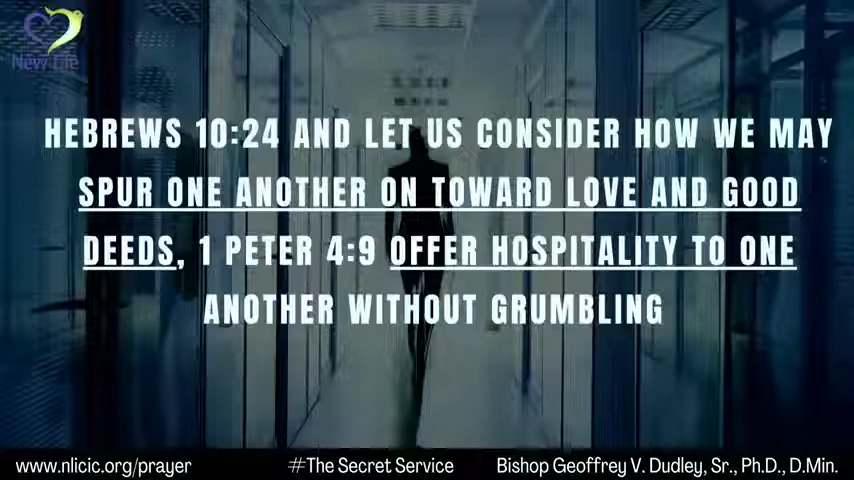 New Life
HEBREWS 10:24 AND LET US CONSIDER HOW WE MAY
SPUR ONE ANOTHER ON TOWARD LOVE AND GOOD
DEEDS, 1 PETER 4:9 OFFER HOSPITALITY TO ONE
ANOTHER WITHOUT GRUMBLING
www.nlicic.org/prayer #The Secret Service Bishop Geoffrey V. Dudley, Sr., Ph.D., D.Min.